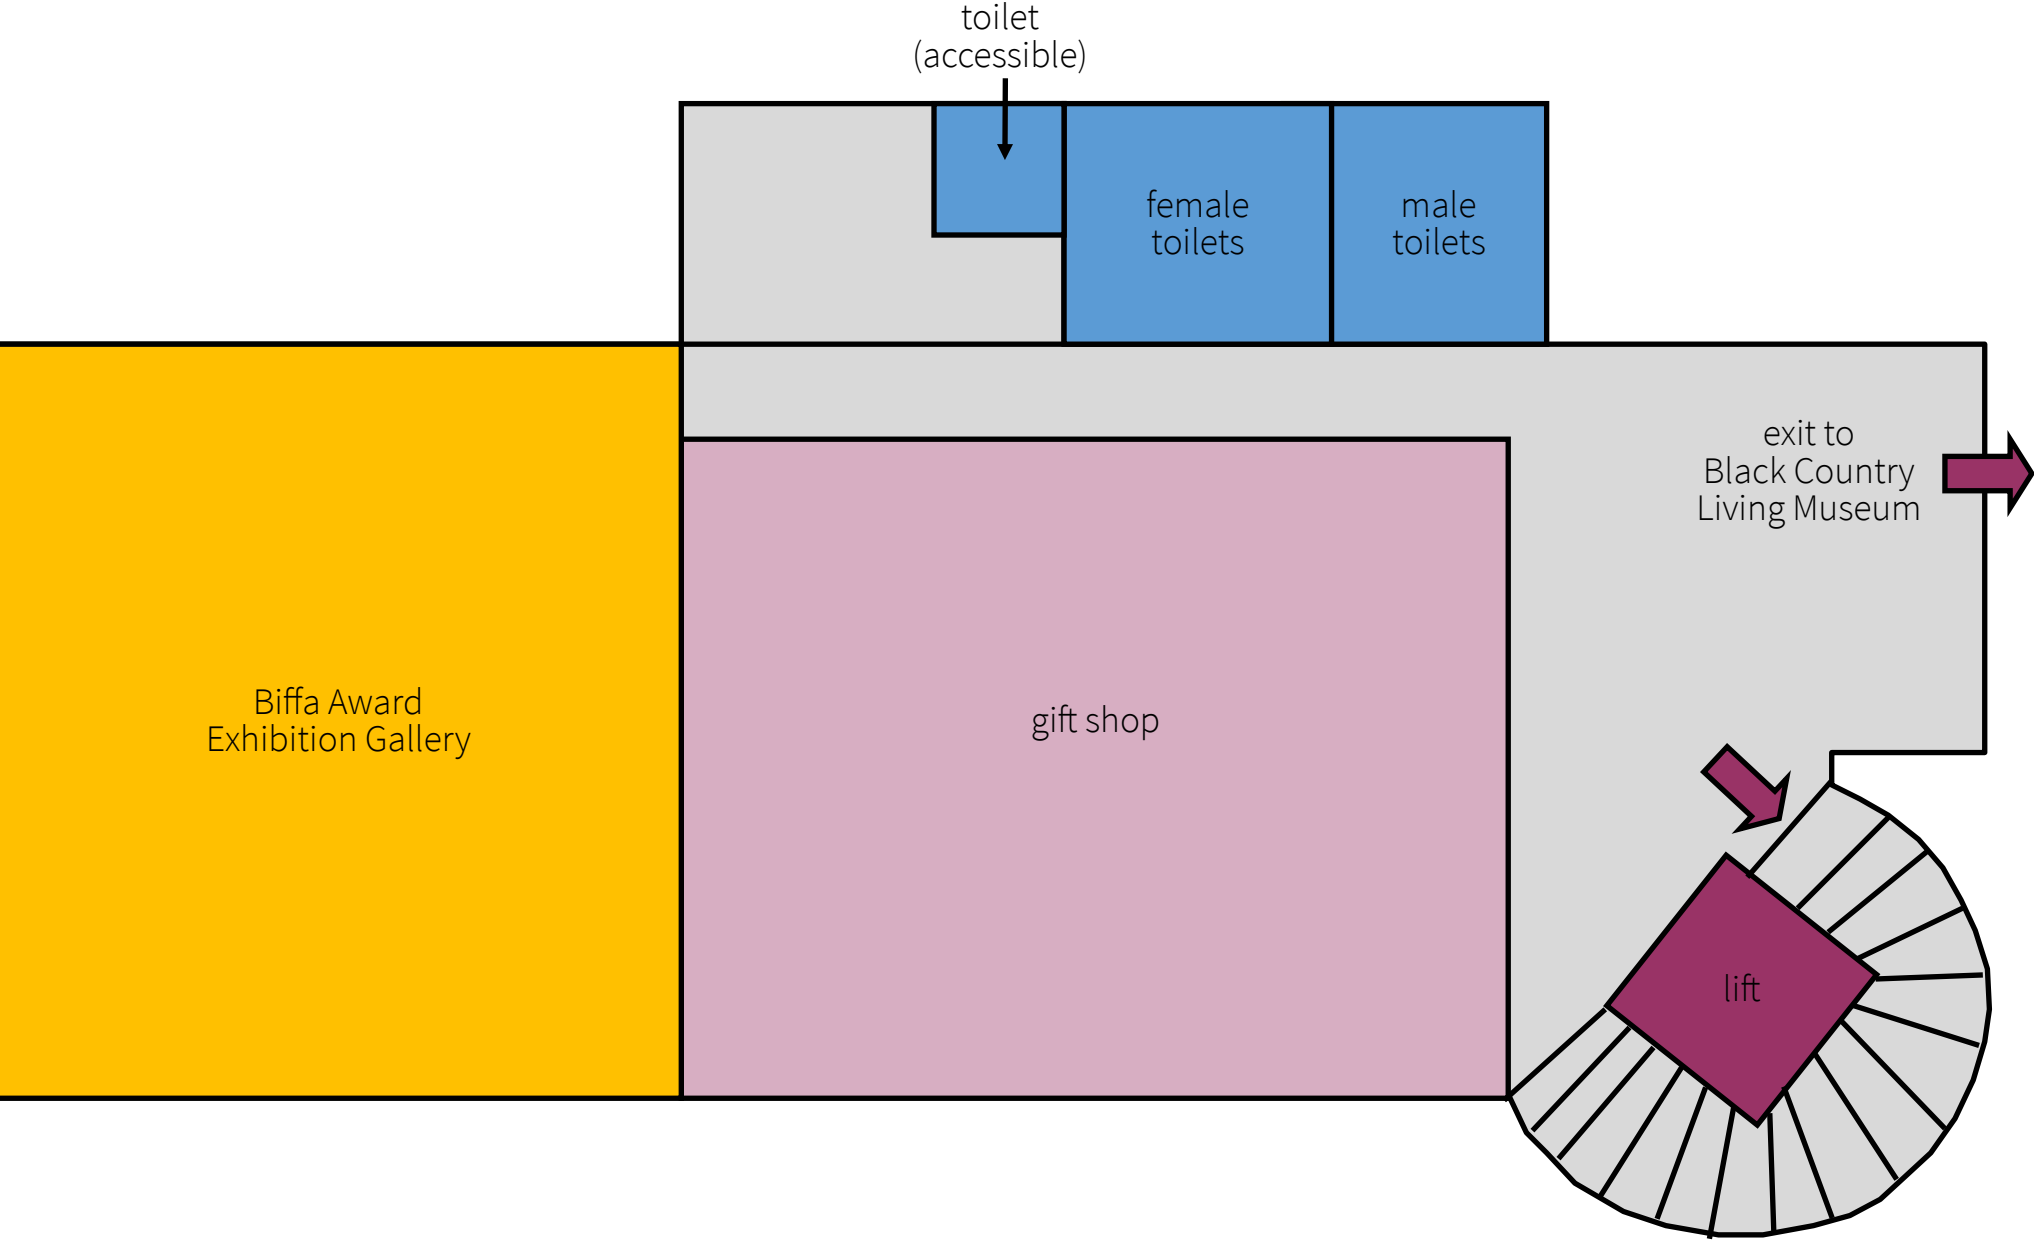 toilet
(accessible)
female
toilets
male
toilets
exit to
Black Country
Living Museum
Biffa Award
Exhibition Gallery
gift shop
lift